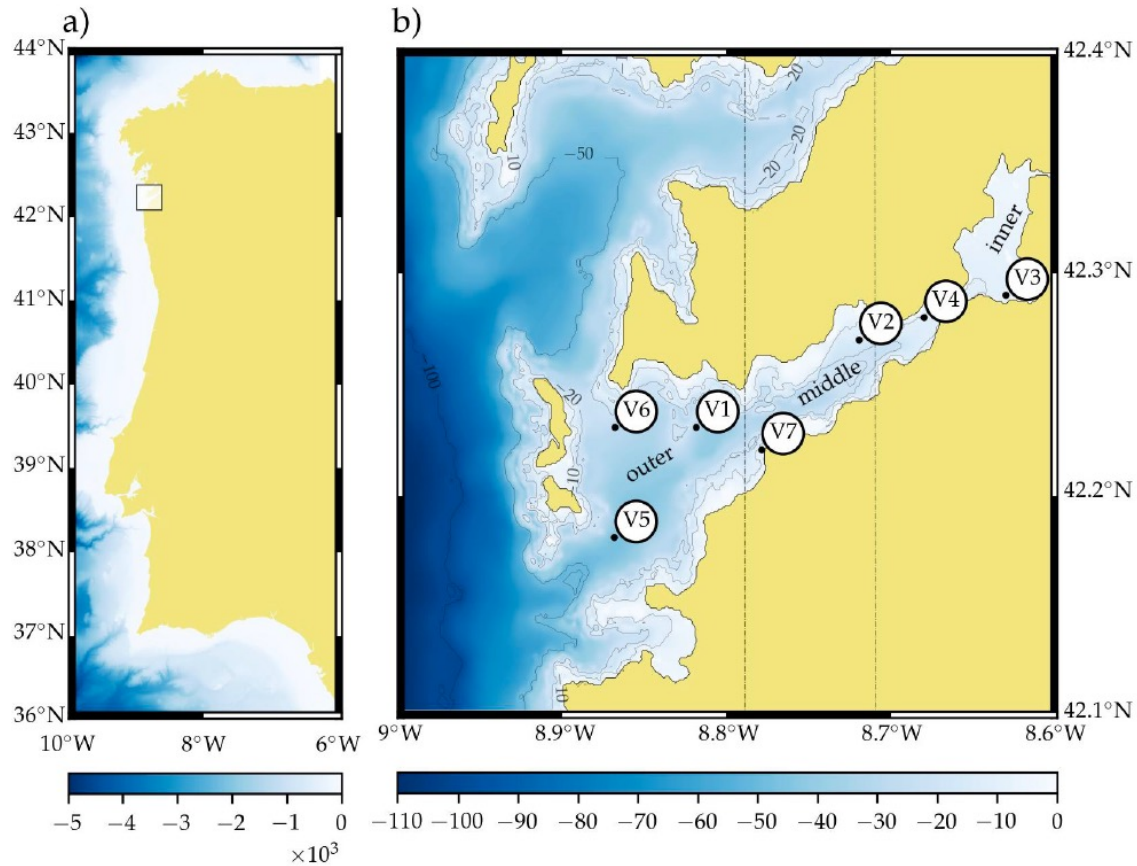 a)
44°N
43°N
42°N
41°N
40°N
39°N
38°N
37°N
36°N
10°W 8°W 6°W
−5 −4 −3 −2 −1 0
×10³
b)
42.4°N
42.3°N
42.2°N
42.1°N
−20
−20
−20
10
−50
inner
V3
V4
V2
middle
−100
−20
V6
V1
V7
outer
−10
V5
10
9°W 8.9°W 8.8°W 8.7°W 8.6°W
−110 −100 −90 −80 −70 −60 −50 −40 −30 −20 −10 0